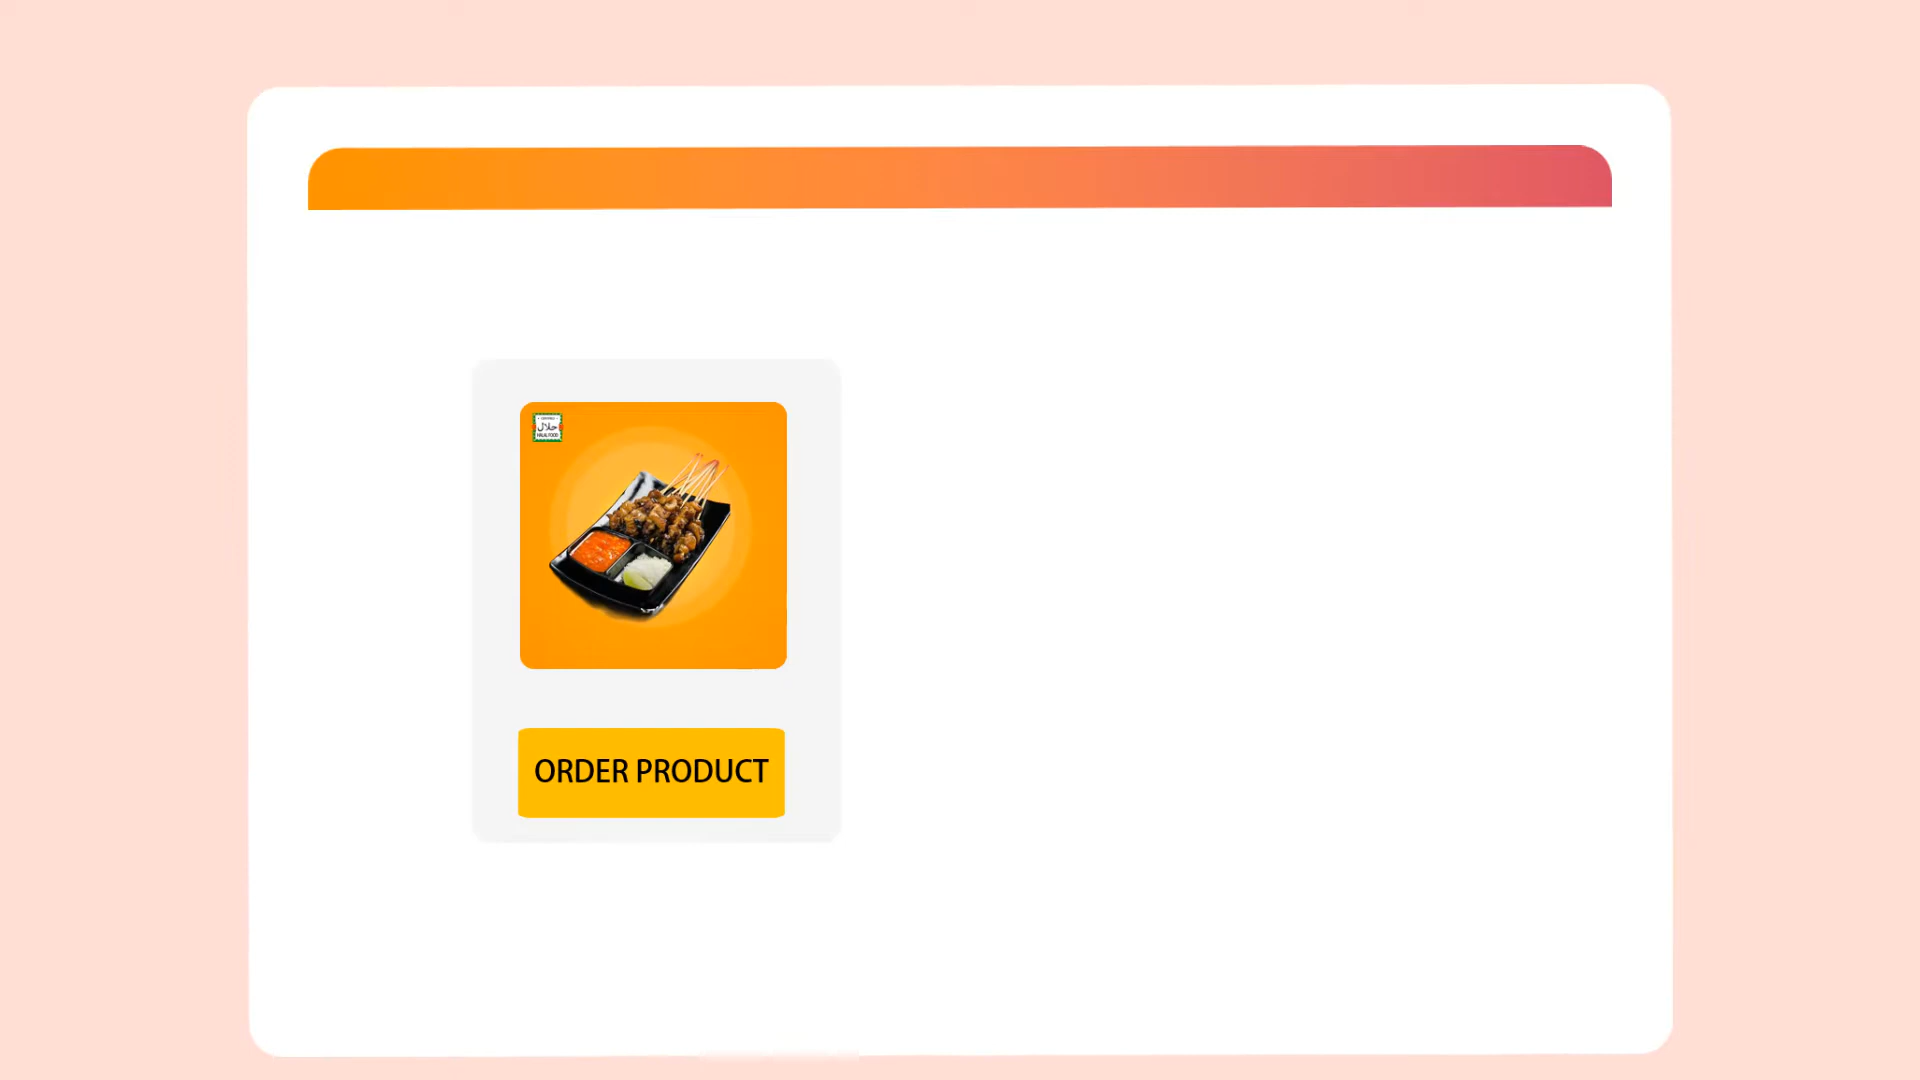 حلال
HALAL FOOD
ORDER PRODUCT